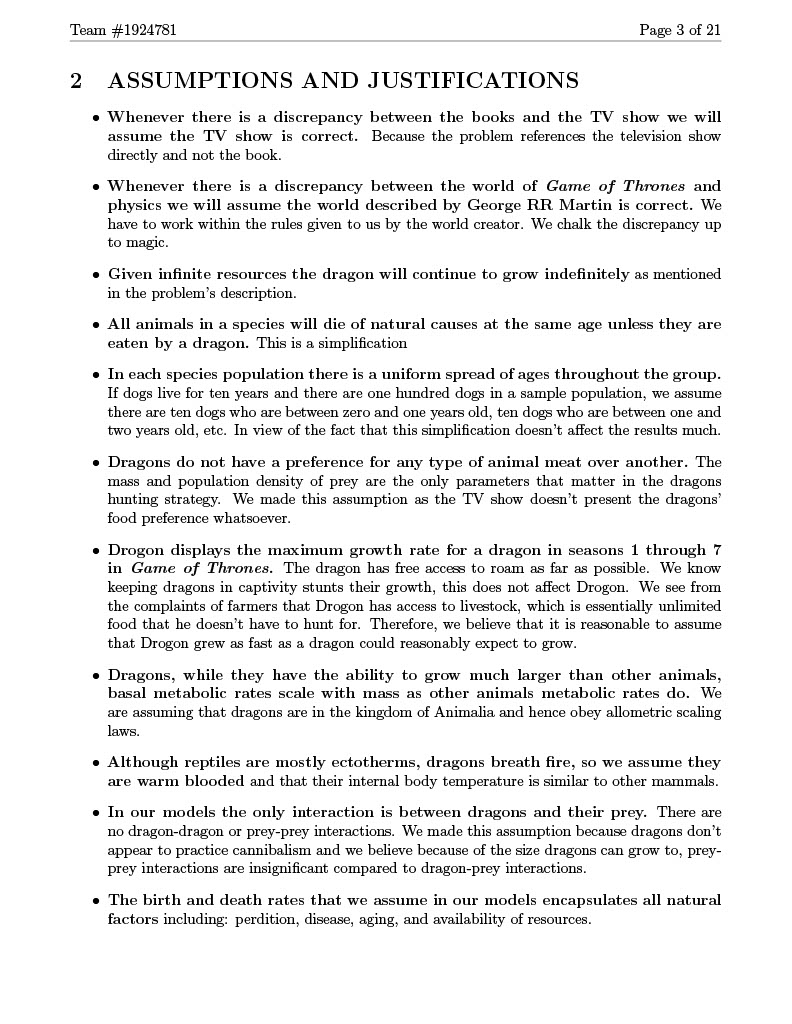 Team #1924781 Page 3 of 21
2 ASSUMPTIONS AND JUSTIFICATIONS
• Whenever there is a discrepancy between the books and the TV show we will
assume the TV show is correct. Because the problem references the television show
directly and not the book.
• Whenever there is a discrepancy between the world of Game of Thrones and
physics we will assume the world described by George RR Martin is correct. We
have to work within the rules given to us by the world creator. We chalk the discrepancy up
to magic.
• Given infinite resources the dragon will continue to grow indefinitely as mentioned
in the problem's description.
• All animals in a species will die of natural causes at the same age unless they are
eaten by a dragon. This is a simplification
• In each species population there is a uniform spread of ages throughout the group.
If dogs live for ten years and there are one hundred dogs in a sample population, we assume
there are ten dogs who are between zero and one years old, ten dogs who are between one and
two years old, etc. In view of the fact that this simplification doesn't affect the results much.
• Dragons do not have a preference for any type of animal meat over another. The
mass and population density of prey are the only parameters that matter in the dragons
hunting strategy. We made this assumption as the TV show doesn't present the dragons'
food preference whatsoever.
• Drogon displays the maximum growth rate for a dragon in seasons 1 through 7
in Game of Thrones. The dragon has free access to roam as far as possible. We know
keeping dragons in captivity stunts their growth, this does not affect Drogon. We see from
the complaints of farmers that Drogon has access to livestock, which is essentially unlimited
food that he doesn't have to hunt for. Therefore, we believe that it is reasonable to assume
that Drogon grew as fast as a dragon could reasonably expect to grow.
• Dragons, while they have the ability to grow much larger than other animals,
basal metabolic rates scale with mass as other animals metabolic rates do. We
are assuming that dragons are in the kingdom of Animalia and hence obey allometric scaling
laws.
• Although reptiles are mostly ectotherms, dragons breath fire, so we assume they
are warm blooded and that their internal body temperature is similar to other mammals.
• In our models the only interaction is between dragons and their prey. There are
no dragon-dragon or prey-prey interactions. We made this assumption because dragons don't
appear to practice cannibalism and we believe because of the size dragons can grow to, prey-
prey interactions are insignificant compared to dragon-prey interactions.
• The birth and death rates that we assume in our models encapsulates all natural
factors including: perdition, disease, aging, and availability of resources.